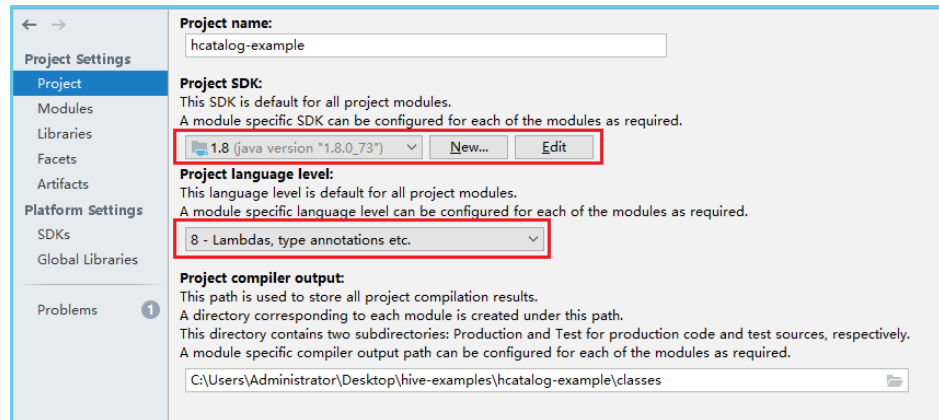 Project name:
hcatalog-example
Project Settings
Project
Modules
Libraries
Facets
Artifacts
Platform Settings
SDKs
Global Libraries
Problems 1
Project SDK:
This SDK is default for all project modules.
A module specific SDK can be configured for each of the modules as required.
1.8 (java version "1.8.0_73") New... Edit
Project language level:
This language level is default for all project modules.
A module specific language level can be configured for each of the modules as required.
8 - Lambdas, type annotations etc.
Project compiler output:
This path is used to store all project compilation results.
A directory corresponding to each module is created under this path.
This directory contains two subdirectories: Production and Test for production code and test sources, respectively.
A module specific compiler output path can be configured for each of the modules as required.
C:\Users\Administrator\Desktop\hive-examples\hcatalog-example\classes